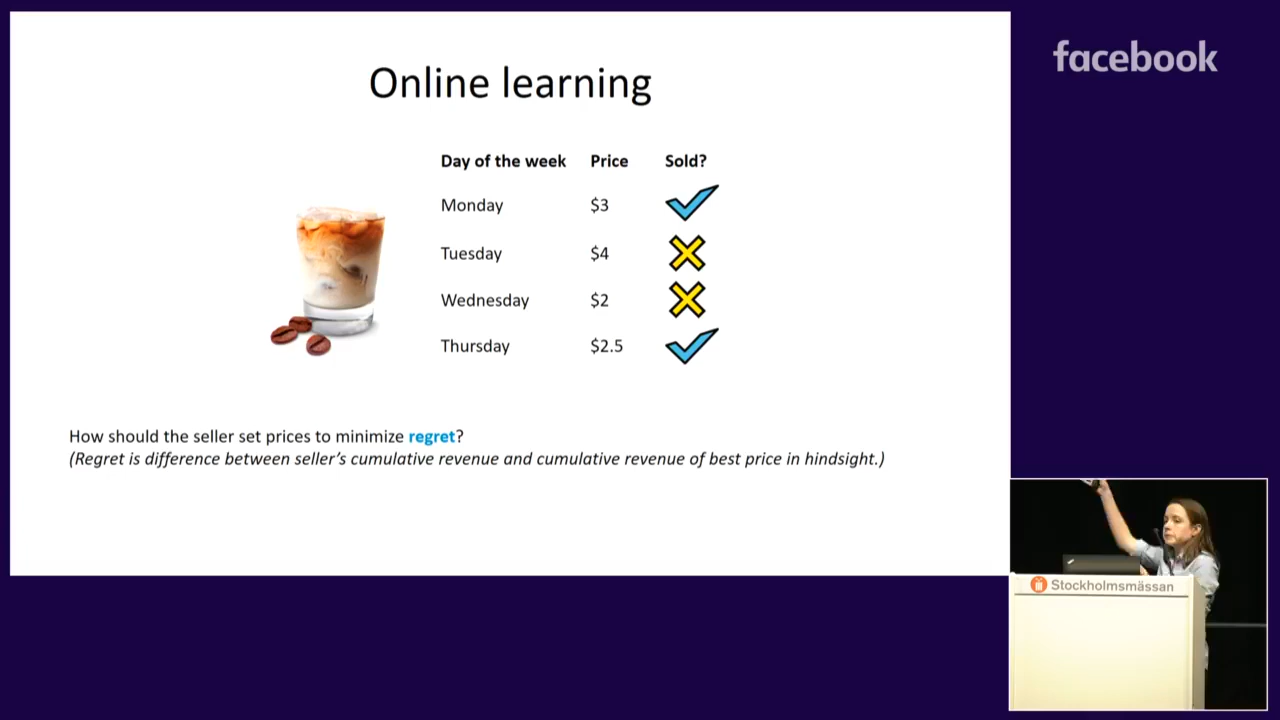 Online learning
facebook
Day of the week Price Sold?
Monday $3
Tuesday $4
Wednesday $2
Thursday $2.5
How should the seller set prices to minimize regret?
(Regret is difference between seller's cumulative revenue and cumulative revenue of best price in hindsight.)
Stockholmsmässan